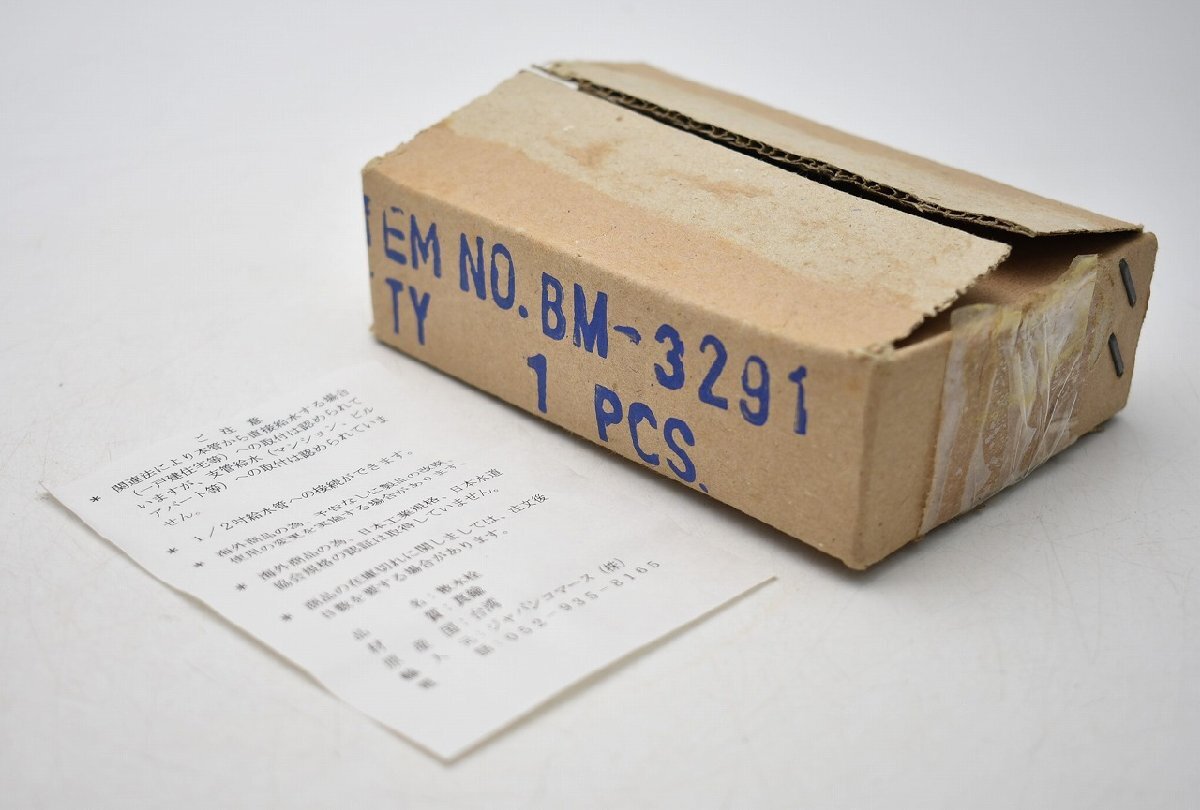 EM NO. BM-3291
TY 1 PCS.
ご注意
* 関連法により本管から直接給水する場合
(一戸建住宅等)への取付は認められて
いますが、支管給水(マンション、ビル
アパート等)への取付は認められていま
せん。
* 1/2吋給水管への接続ができます。
* 海外商品の為、予告なしご製品の改良、
使用の変更を実施する場合があります。
* 海外商品の為、日本工業規格、日本水道
協会規格の認証は取得していません。
* 商品の在庫切れに関しましては、注文後
日数を要する場合があります。
品 名:散水栓
材 質:真鍮
原 産 国:台湾
輸 入 元:ジャパンコマース(株)
電 話:052-935-8165